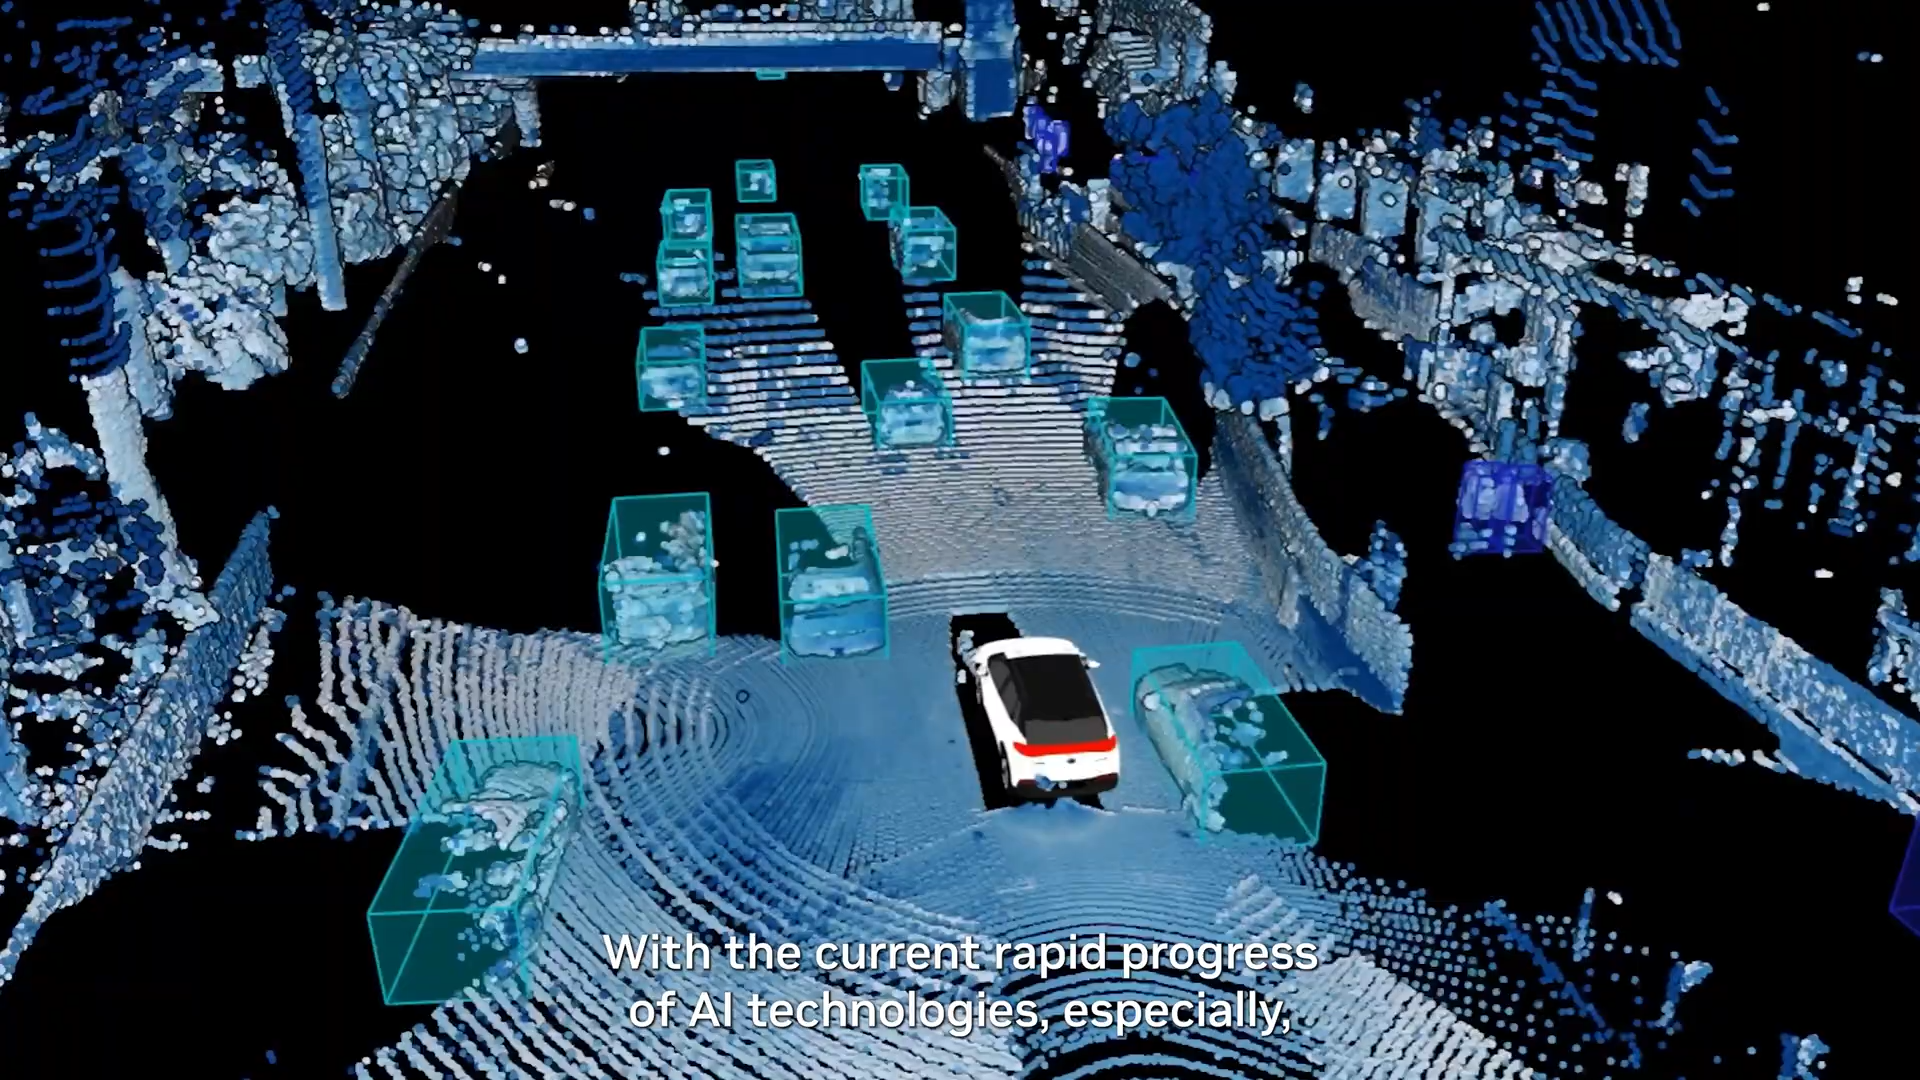 With the current rapid progress
of AI technologies, especially,